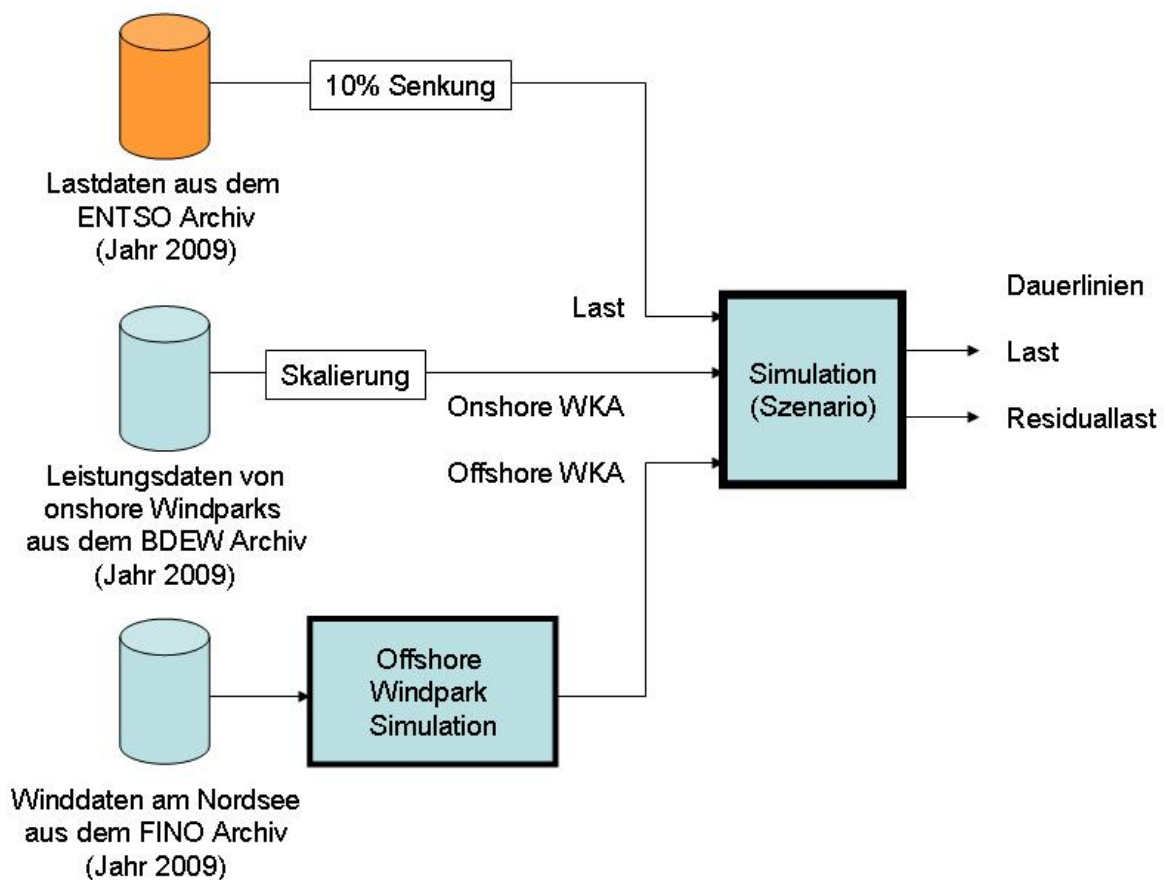 10% Senkung
Lastdaten aus dem
ENTSO Archiv
(Jahr 2009)
Last
Skalierung
Onshore WKA
Offshore WKA
Leistungsdaten von
onshore Windparks
aus dem BDEW Archiv
(Jahr 2009)
Simulation
(Szenario)
Dauerlinien
Last
Residuallast
Offshore
Windpark
Simulation
Winddaten am Nordsee
aus dem FINO Archiv
(Jahr 2009)